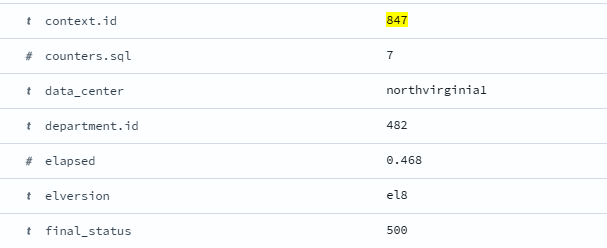 t context.id 847
# counters.sql 7
t data_center northvirginia1
t department.id 482
# elapsed 0.468
t elversion el8
t final_status 500